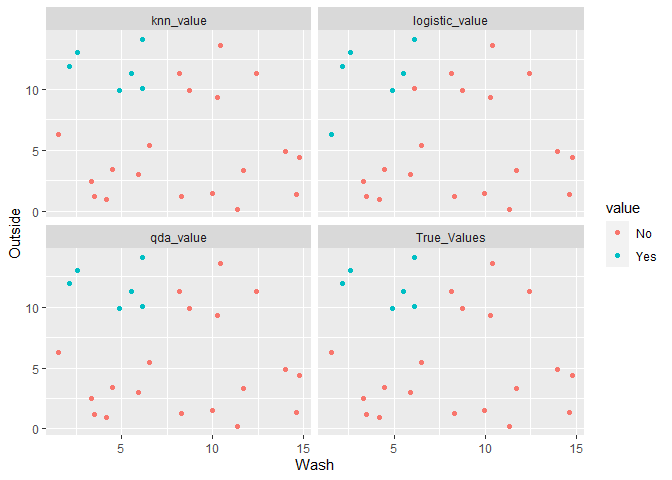 knn_value
logistic_value
10
5
0
qda_value
True_Values
10
5
0
5
10
15
5
10
15
Wash
Outside
value
No
Yes